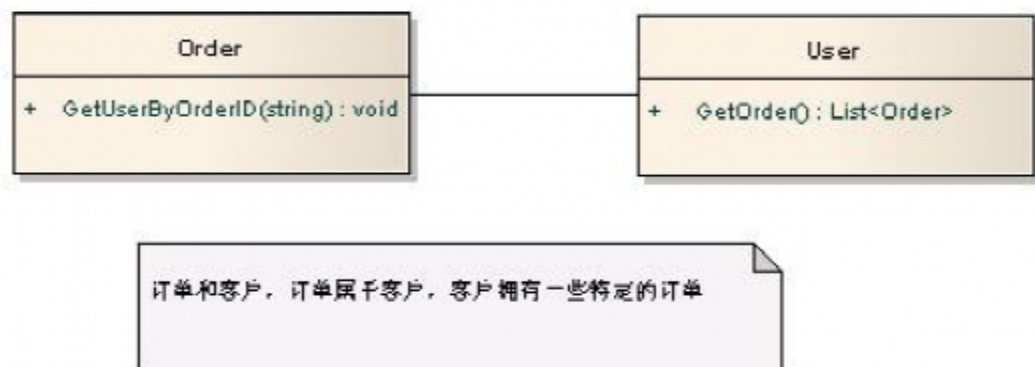 Order
+ GetUserByOrderID(string) : void
User
+ GetOrder() : List<Order>
订单和客户，订单属于客户，客户拥有一些特定的订单